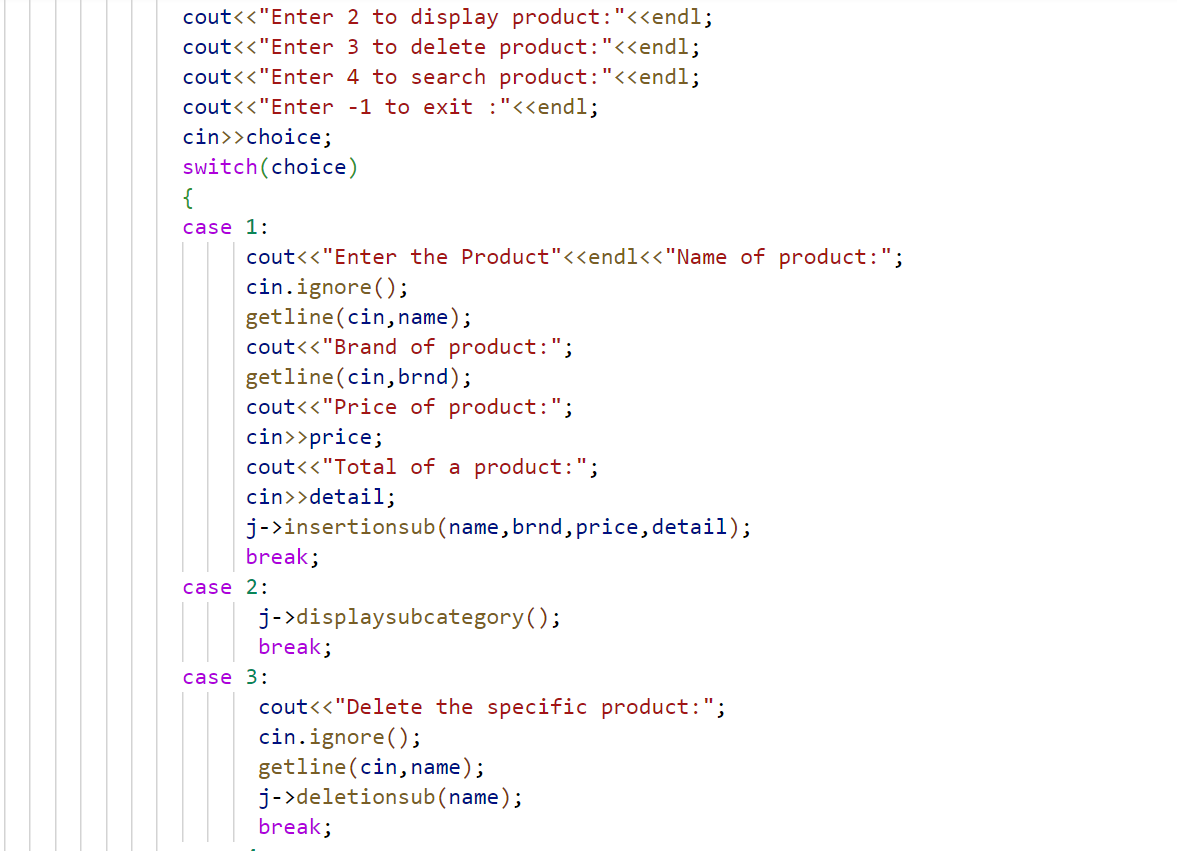 cout<<"Enter 2 to display product:"<<endl;
cout<<"Enter 3 to delete product:"<<endl;
cout<<"Enter 4 to search product:"<<endl;
cout<<"Enter -1 to exit :"<<endl;
cin>>choice;
switch(choice)
{
case 1:
cout<<"Enter the Product"<<endl<<"Name of product:";
cin.ignore();
getline(cin,name);
cout<<"Brand of product:";
getline(cin,brnd);
cout<<"Price of product:";
cin>>price;
cout<<"Total of a product:";
cin>>detail;
j->insertionsub(name,brnd,price,detail);
break;
case 2:
j->displaysubcategory();
break;
case 3:
cout<<"Delete the specific product:";
cin.ignore();
getline(cin,name);
j->deletionsub(name);
break;